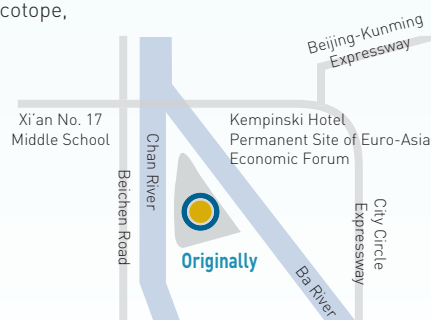 cotope,
Beijing-Kunming
Expressway
Xi'an No. 17
Middle School
Kempinski Hotel
Permanent Site of Euro-Asia
Economic Forum
Chan River
Beichen Road
City Circle
Expressway
Originally
Ba River